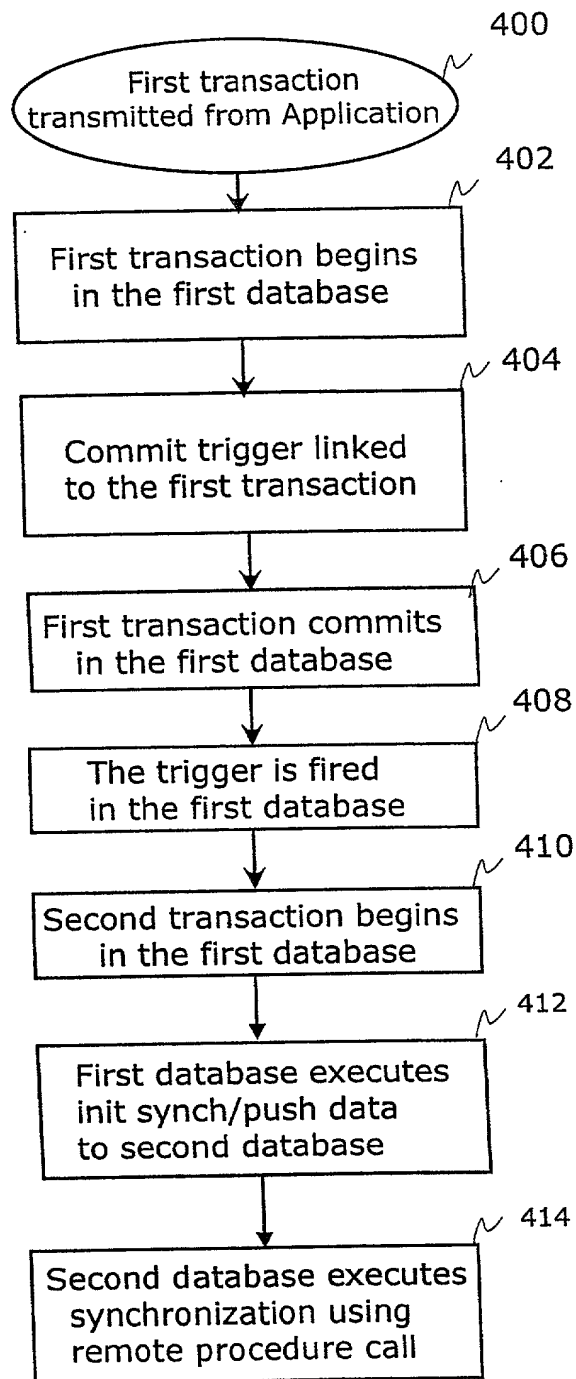 400
First transaction
transmitted from Application
402
First transaction begins
in the first database
404
Commit trigger linked
to the first transaction
406
First transaction commits
in the first database
408
The trigger is fired
in the first database
410
Second transaction begins
in the first database
412
First database executes
init synch/push data
to second database
414
Second database executes
synchronization using
remote procedure call